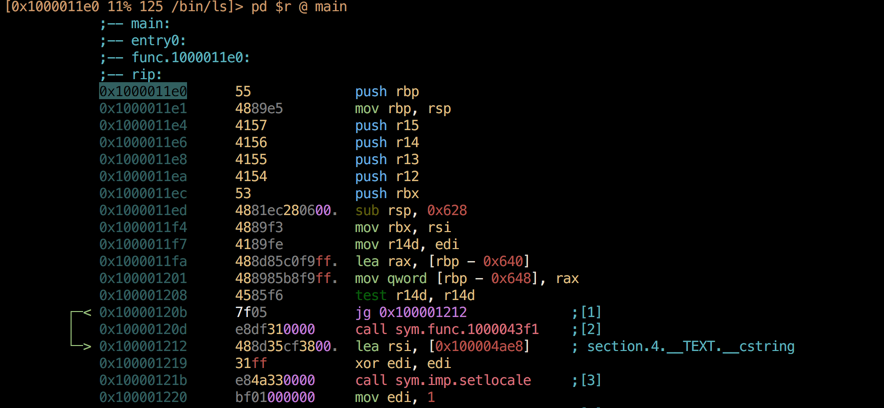 [0x1000011e0 11% 125 /bin/ls]> pd $r @ main
;-- main:
;-- entry0:
;-- func.1000011e0:
;-- rip:
0x1000011e0 55 push rbp
0x1000011e1 4889e5 mov rbp, rsp
0x1000011e4 4157 push r15
0x1000011e6 4156 push r14
0x1000011e8 4155 push r13
0x1000011ea 4154 push r12
0x1000011ec 53 push rbx
0x1000011ed 4881ec280600. sub rsp, 0x628
0x1000011f4 4889f3 mov rbx, rsi
0x1000011f7 4189fe mov r14d, edi
0x1000011fa 488d85c0f9ff. lea rax, [rbp - 0x640]
0x100001201 488985b8f9ff. mov qword [rbp - 0x648], rax
0x100001208 4585f6 test r14d, r14d
< 0x10000120b 7f05 jg 0x100001212 ;[1]
0x10000120d e8df310000 call sym.func.1000043f1 ;[2]
> 0x100001212 488d35cf3800. lea rsi, [0x100004ae8] ; section.4.__TEXT.__cstring
0x100001219 31ff xor edi, edi
0x10000121b e84a330000 call sym.imp.setlocale ;[3]
0x100001220 bf01000000 mov edi, 1